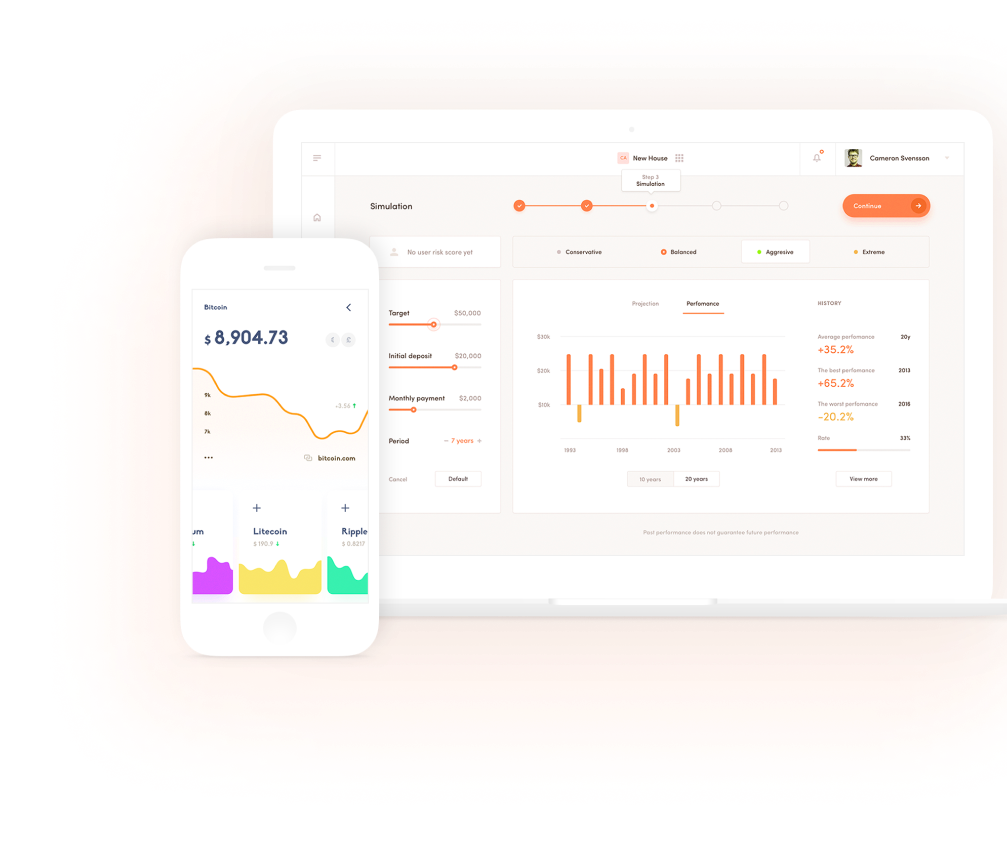 CA New House
Cameron Svensson
Step 3
Simulation
Simulation
Continue
No user risk score yet
Conservative
Balanced
Aggresive
Extreme
Target $50,000
Initial deposit $20,000
Monthly payment $2,000
Period – 7 years +
Cancel
Default
Projection
Perfomance
$30k
$20k
$10k
1993
1998
2003
2008
2013
10 years
20 years
HISTORY
Average perfomance 20y
+35.2%
The best perfomance 2013
+65.2%
The worst perfomance 2016
-20.2%
Rate 33%
View more
Past performance does not guarantee future performance
Bitcoin
$ 8,904.73
9k
8k
7k
+3.56
bitcoin.com
um
Litecoin
$ 190.9
Ripple
$ 0.8217